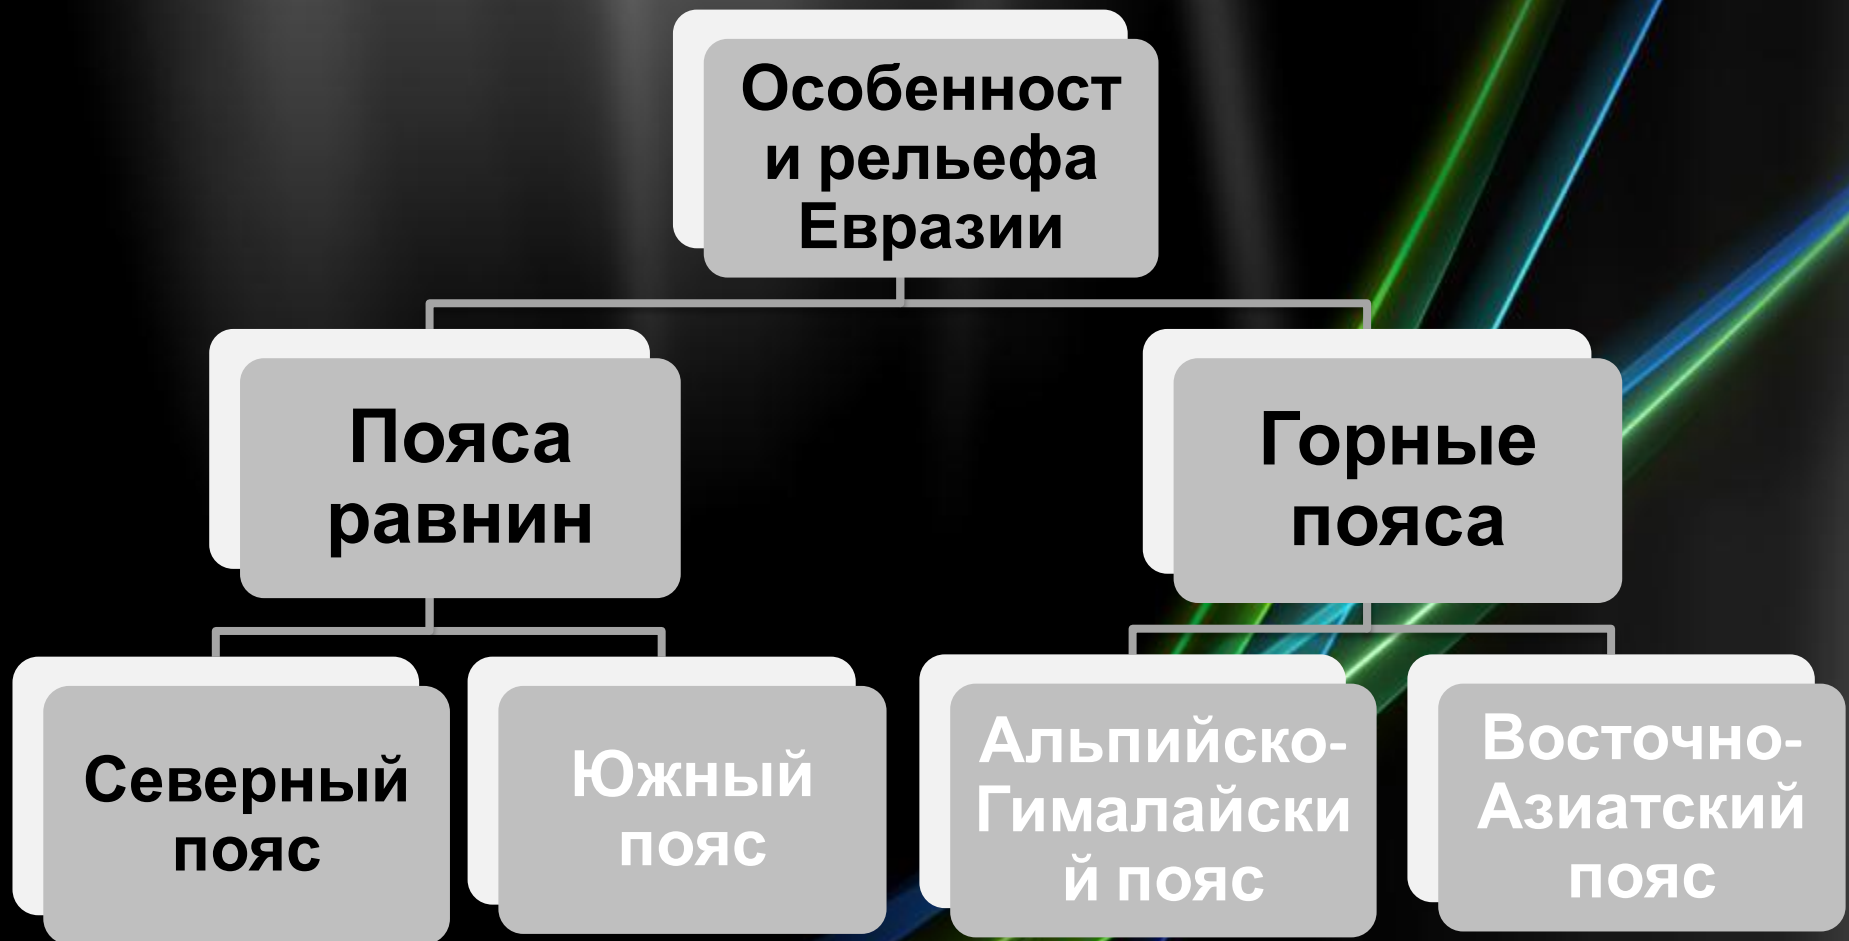 Особенност
и рельефа
Евразии
Пояса
равнин
Горные
пояса
Северный
пояс
Южный
пояс
Альпийско-
Гималайски
й пояс
Восточно-
Азиатский
пояс